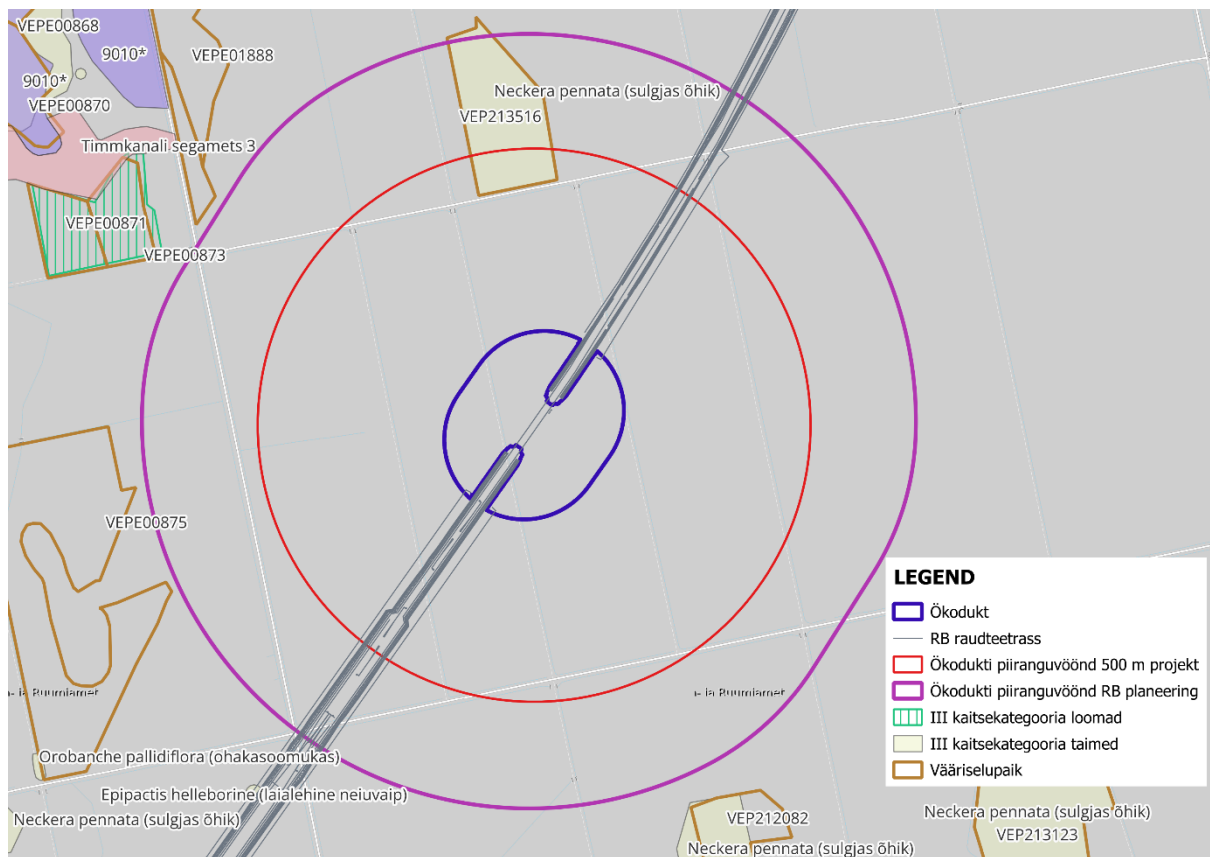 VEPE00868
9010*
VEPE01888
9010*
VEPE00870
Neckera pennata (sulgjas õhik)
VEP213516
Timmkanali segamets 3
VEPE00871
VEPE00873
VEPE00875
Orobanche pallidiflora (ohakasoomukas)
Epipactis helleborine (laialehine neiuvaip)
Neckera pennata (sulgjas õhik)
VEP212082
Neckera pennata (sulgjas õhik)
Neckera pennata (sulgjas õhik)
VEP213123
LEGEND
Ökodukt
RB raudteetrass
Ökodukti piiranguvöönd 500 m projekt
Ökodukti piiranguvöönd RB planeering
III kaitsekategooria loomad
III kaitsekategooria taimed
Vääriselupaik